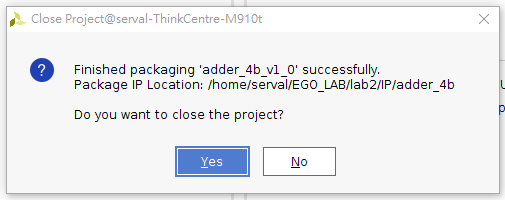 Close Project@serval-ThinkCentre-M910t
Finished packaging 'adder_4b_v1_0' successfully.
Package IP Location: /home/serval/EGO_LAB/lab2/IP/adder_4b
Do you want to close the project?
Yes
No